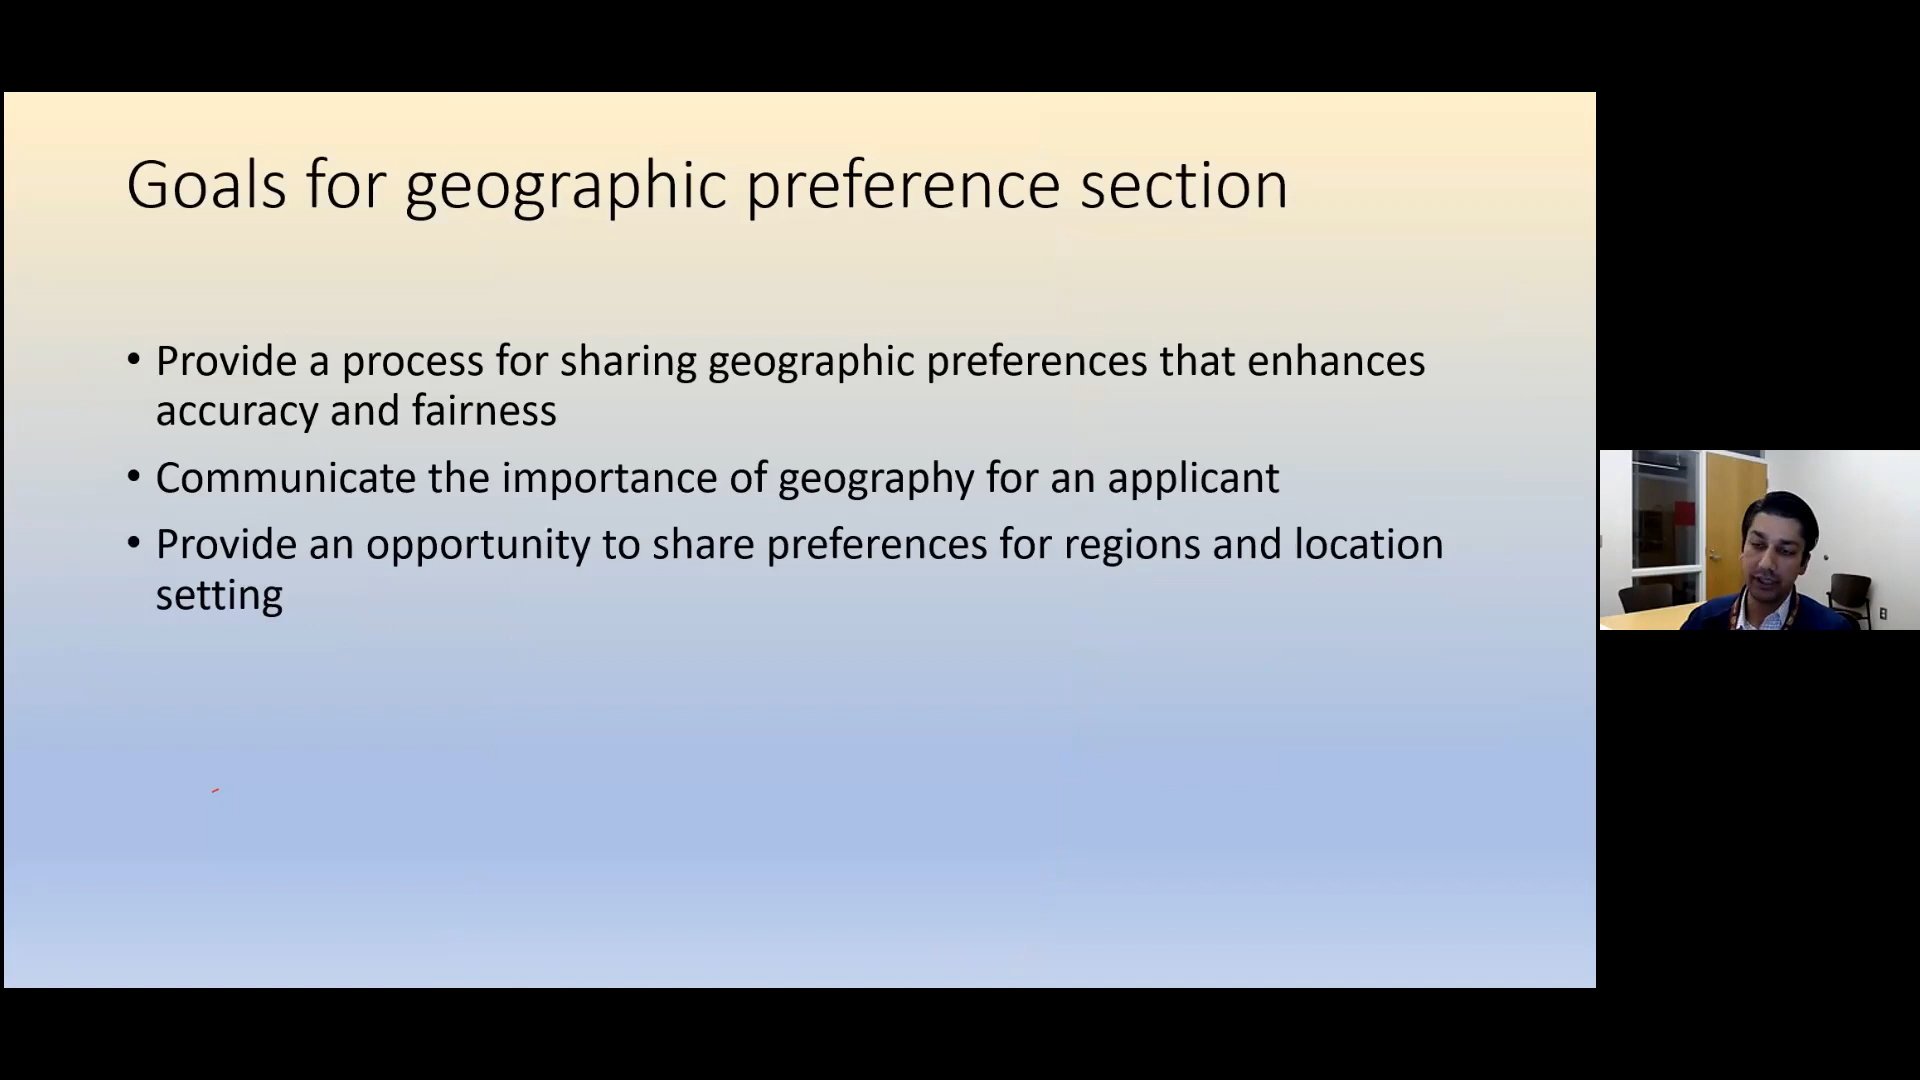 Goals for geographic preference section
• Provide a process for sharing geographic preferences that enhances
accuracy and fairness
• Communicate the importance of geography for an applicant
• Provide an opportunity to share preferences for regions and location
setting